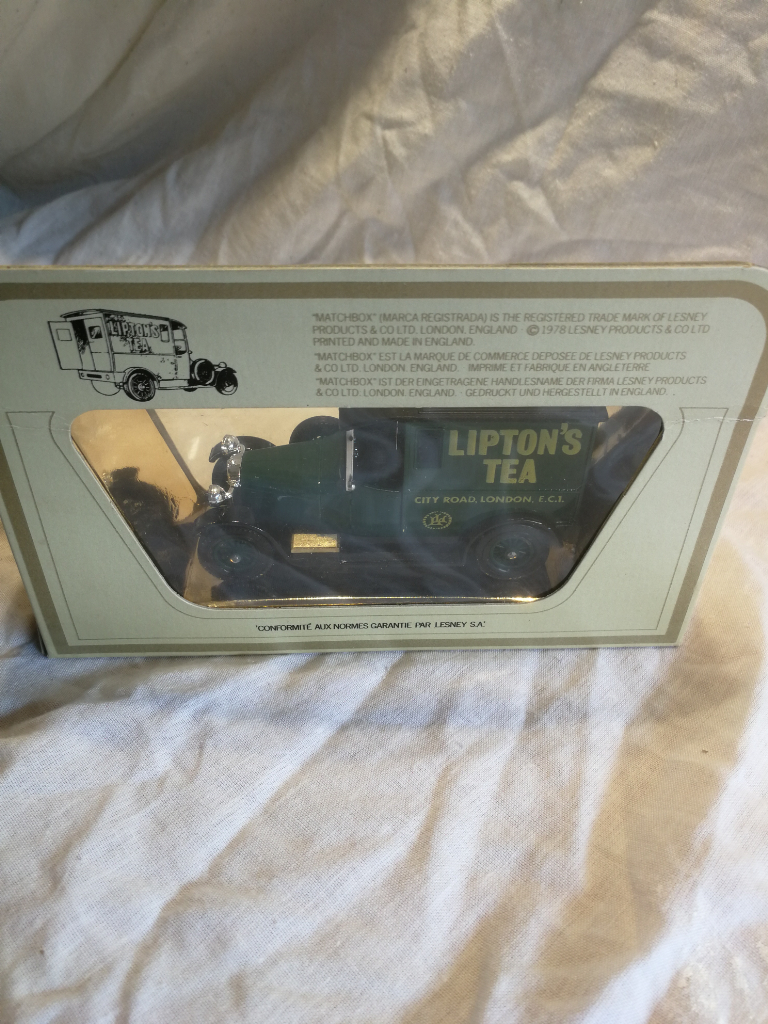 "MATCHBOX" (MARCA REGISTRADA) IS THE REGISTERED TRADE MARK OF LESNEY
PRODUCTS & CO LTD. LONDON. ENGLAND © 1978 LESNEY PRODUCTS & CO LTD
PRINTED AND MADE IN ENGLAND.
"MATCHBOX" EST LA MARQUE DE COMMERCE DEPOSEE DE LESNEY PRODUCTS
& CO LTD. LONDON. ENGLAND. IMPRIME ET FABRIQUE EN ANGLETERRE
"MATCHBOX" IST DER EINGETRAGENE HANDLESNAME DER FIRMA LESNEY PRODUCTS
& CO LTD. LONDON. ENGLAND. - GEDRUCKT UND HERGESTELLT IN ENGLAND.
LIPTON'S
TEA
LIPTON'S
TEA
CITY ROAD, LONDON, E.C.1.
'CONFORMITÉ AUX NORMES GARANTIE PAR LESNEY S.A.'